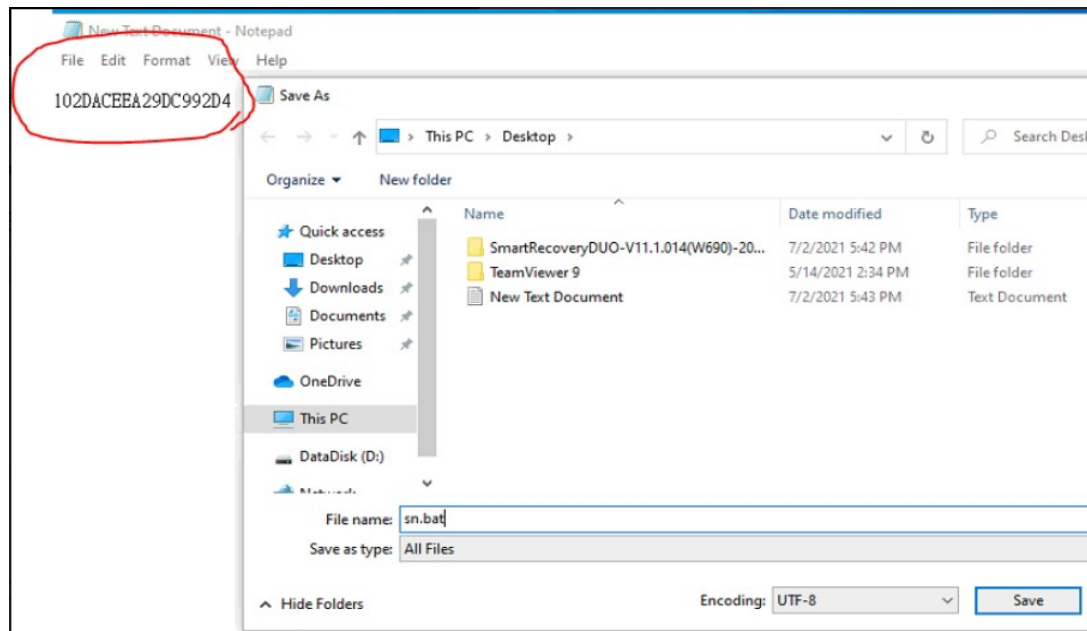 New Text Document - Notepad
File Edit Format View Help
102DACEEA29DC992D4
Save As
This PC > Desktop >
Search Desk
Organize New folder
Name Date modified Type
Quick access
Desktop
Downloads
Documents
Pictures
OneDrive
This PC
DataDisk (D:)
Network
SmartRecoveryDUO-V11.1.014(W690)-20... 7/2/2021 5:42 PM File folder
TeamViewer 9 5/14/2021 2:34 PM File folder
New Text Document 7/2/2021 5:43 PM Text Document
File name: sn.bat
Save as type: All Files
Hide Folders Encoding: UTF-8 Save